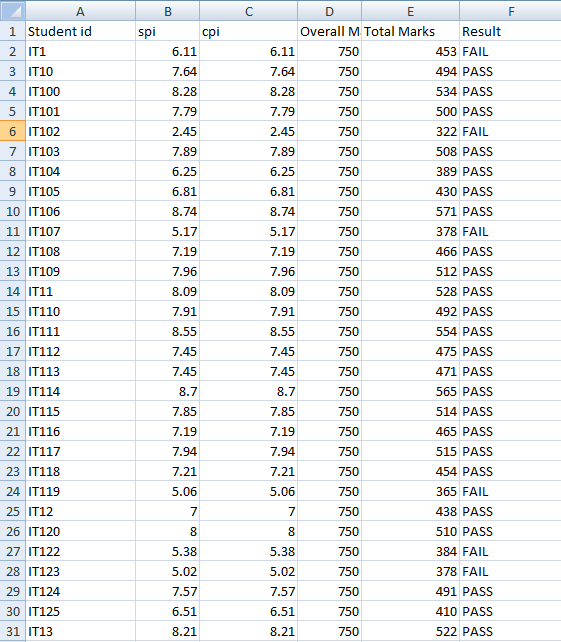 A B C D E F
1 Student id spi cpi Overall M Total Marks Result
2 IT1 6.11 6.11 750 453 FAIL
3 IT10 7.64 7.64 750 494 PASS
4 IT100 8.28 8.28 750 534 PASS
5 IT101 7.79 7.79 750 500 PASS
6 IT102 2.45 2.45 750 322 FAIL
7 IT103 7.89 7.89 750 508 PASS
8 IT104 6.25 6.25 750 389 PASS
9 IT105 6.81 6.81 750 430 PASS
10 IT106 8.74 8.74 750 571 PASS
11 IT107 5.17 5.17 750 378 FAIL
12 IT108 7.19 7.19 750 466 PASS
13 IT109 7.96 7.96 750 512 PASS
14 IT11 8.09 8.09 750 528 PASS
15 IT110 7.91 7.91 750 492 PASS
16 IT111 8.55 8.55 750 554 PASS
17 IT112 7.45 7.45 750 475 PASS
18 IT113 7.45 7.45 750 471 PASS
19 IT114 8.7 8.7 750 565 PASS
20 IT115 7.85 7.85 750 514 PASS
21 IT116 7.19 7.19 750 465 PASS
22 IT117 7.94 7.94 750 515 PASS
23 IT118 7.21 7.21 750 454 PASS
24 IT119 5.06 5.06 750 365 FAIL
25 IT12 7 7 750 438 PASS
26 IT120 8 8 750 510 PASS
27 IT122 5.38 5.38 750 384 FAIL
28 IT123 5.02 5.02 750 378 FAIL
29 IT124 7.57 7.57 750 491 PASS
30 IT125 6.51 6.51 750 410 PASS
31 IT13 8.21 8.21 750 522 PASS